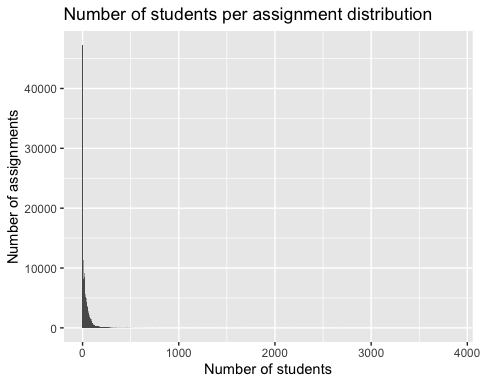 Number of students per assignment distribution
Number of assignments
40000
30000
20000
10000
0
0 1000 2000 3000 4000
Number of students